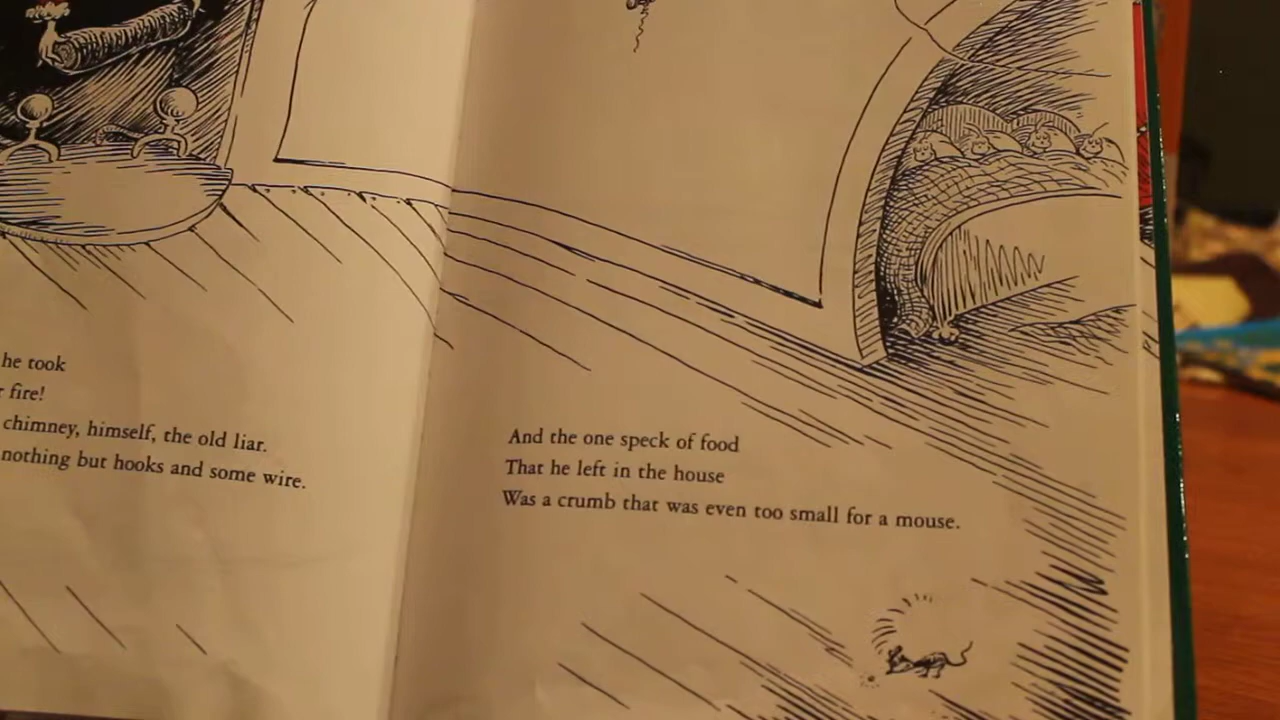 he took
fire!
chimney, himself, the old liar.
nothing but hooks and some wire.
And the one speck of food
That he left in the house
Was a crumb that was even too small for a mouse.